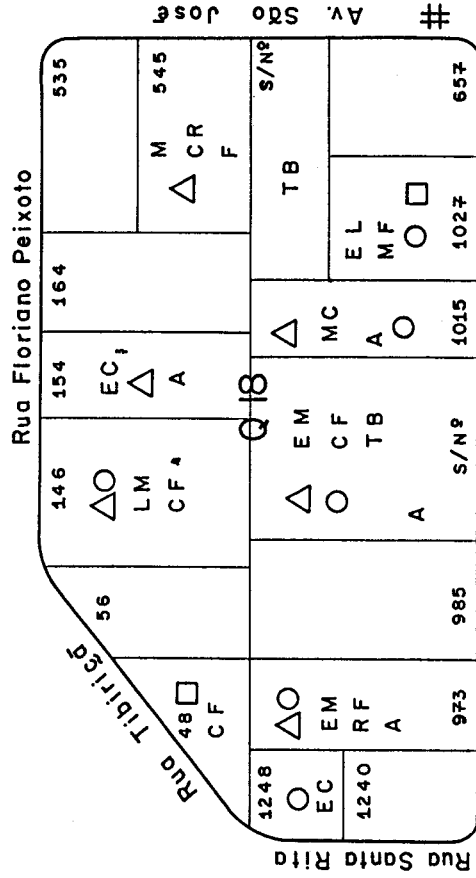 Rua Floriano Peixoto
Av. São José
#
Rua Tibiriçá
Rua Santa Rita
Q 18
535
545
M
CR
F
164
154
EC
A
146
LM
CF
56
48
CF
S/Nº
TB
657
EL
MF
1027
MC
A
1015
EM
CF
TB
A
S/Nº
985
EM
RF
A
973
1248
EC
1240